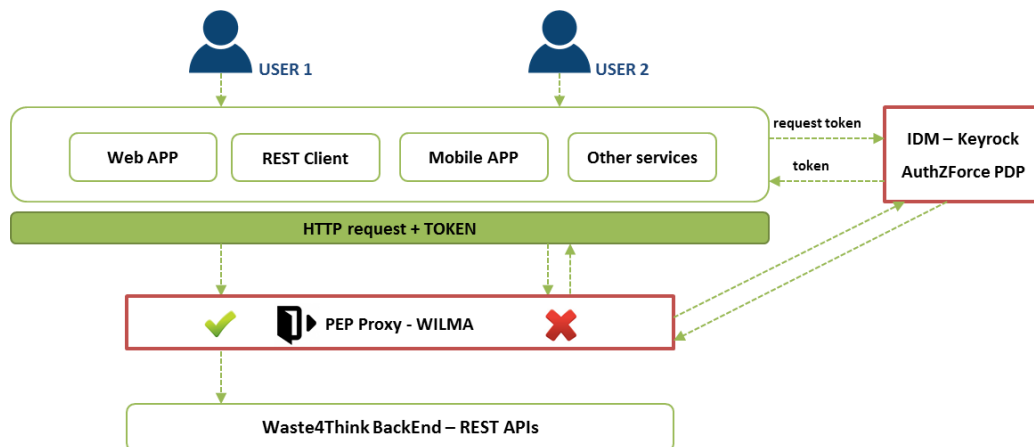 USER 1
USER 2
request token
IDM – Keyrock
Web APP
REST Client
Mobile APP
Other services
token
AuthZForce PDP
HTTP request + TOKEN
PEP Proxy - WILMA
Waste4Think BackEnd – REST APIs